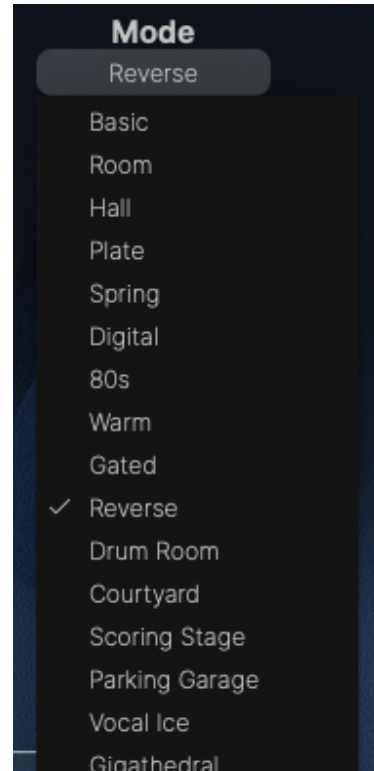 Mode
Reverse
Basic
Room
Hall
Plate
Spring
Digital
80s
Warm
Gated
Reverse
Drum Room
Courtyard
Scoring Stage
Parking Garage
Vocal Ice
Gigathedral